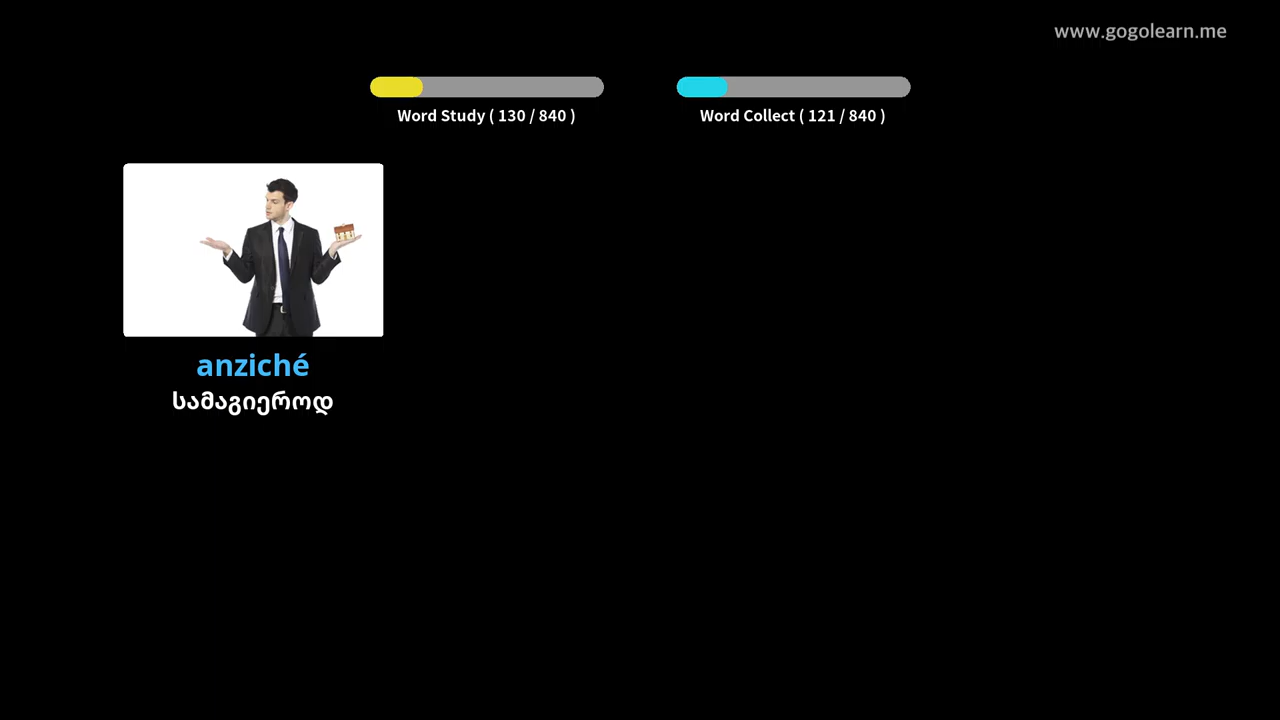 www.gogolearn.me
Word Study ( 130 / 840 )
Word Collect ( 121 / 840 )
anziché
სამაგიეროდ